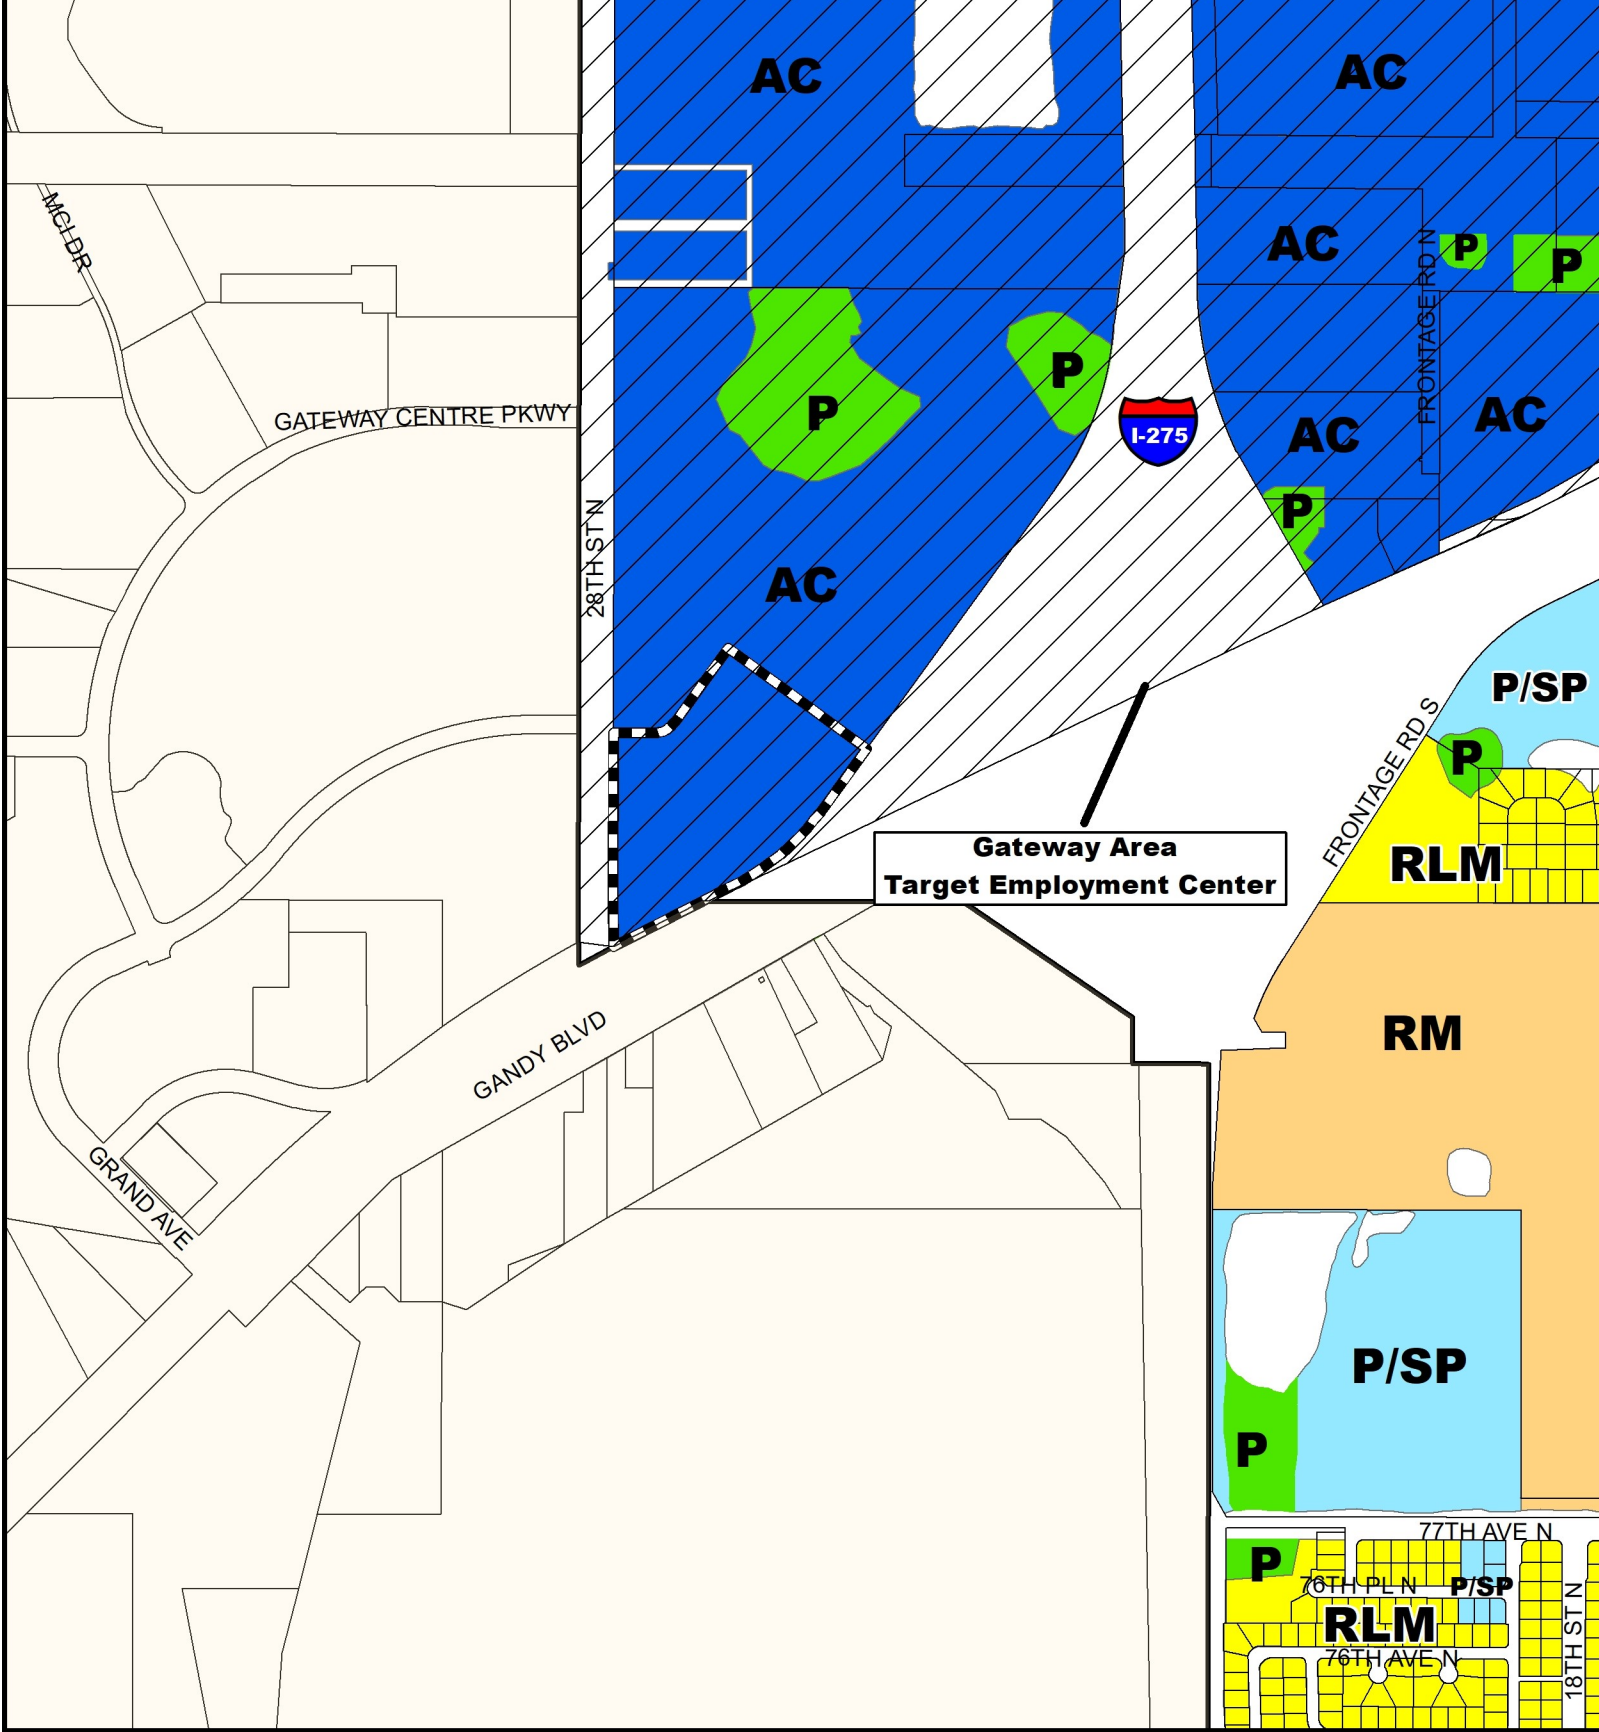 AC
AC
MCI DR
AC
FRONTAGE RD N
P
P
P
P
I-275
GATEWAY CENTRE PKWY
AC
AC
P
28TH ST N
AC
P/SP
FRONTAGE RD S
P
RLM
Gateway Area
Target Employment Center
RM
GANDY BLVD
GRAND AVE
P/SP
P
77TH AVE N
P
76TH PL N
P/SP
RLM
76TH AVE N
18TH ST N